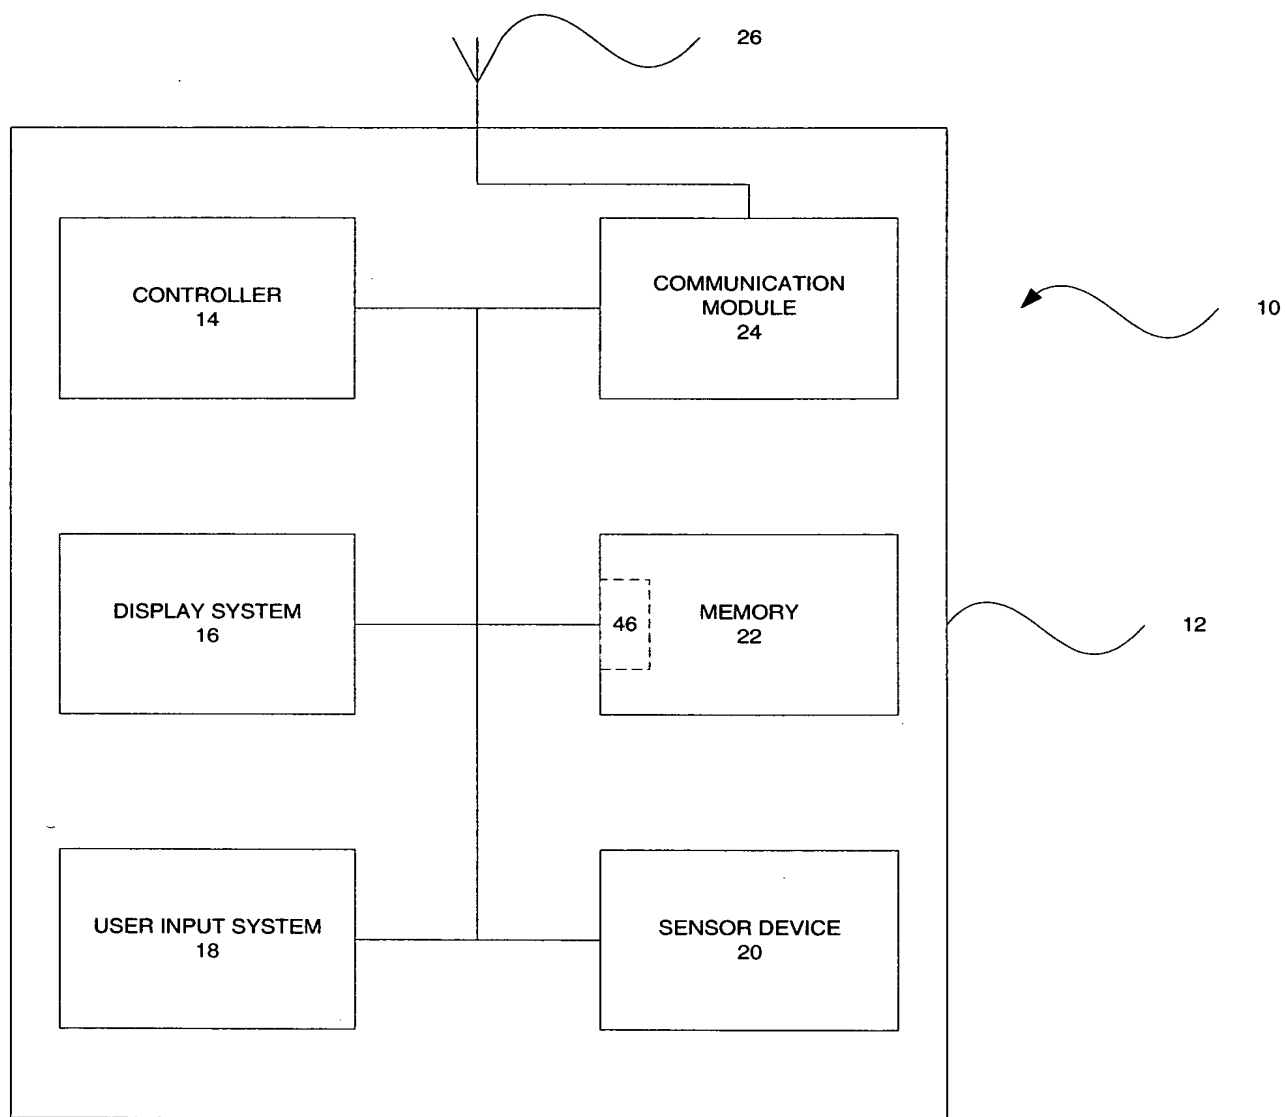 26
CONTROLLER
14
COMMUNICATION
MODULE
24
10
DISPLAY SYSTEM
16
46
MEMORY
22
12
USER INPUT SYSTEM
18
SENSOR DEVICE
20